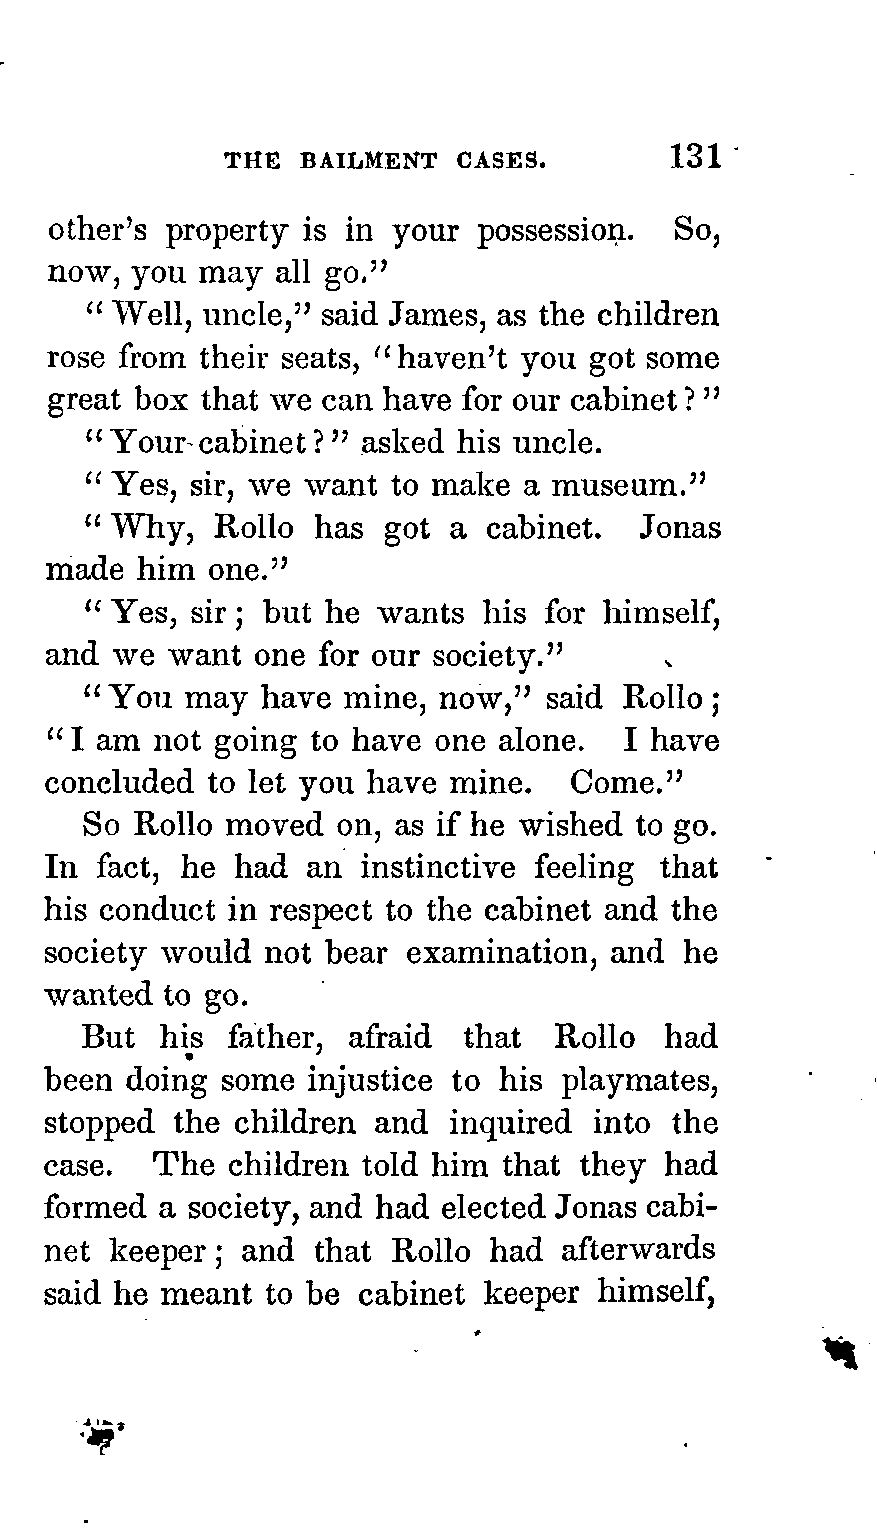 THE BAILMENT CASES. 131
other's property is in your possession. So,
now, you may all go."
"Well, uncle," said James, as the children
rose from their seats, "haven't you got some
great box that we can have for our cabinet?"
"Your cabinet?" asked his uncle.
"Yes, sir, we want to make a museum."
"Why, Rollo has got a cabinet. Jonas
made him one."
"Yes, sir; but he wants his for himself,
and we want one for our society."
"You may have mine, now," said Rollo;
"I am not going to have one alone. I have
concluded to let you have mine. Come."
So Rollo moved on, as if he wished to go.
In fact, he had an instinctive feeling that
his conduct in respect to the cabinet and the
society would not bear examination, and he
wanted to go.
But his father, afraid that Rollo had
been doing some injustice to his playmates,
stopped the children and inquired into the
case. The children told him that they had
formed a society, and had elected Jonas cabi-
net keeper; and that Rollo had afterwards
said he meant to be cabinet keeper himself,